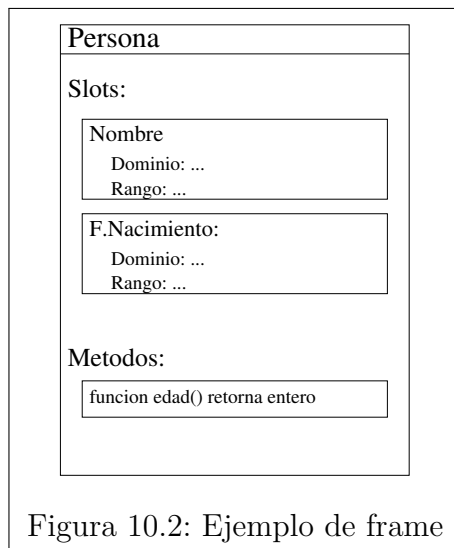 Persona
Slots:
Nombre
Dominio: ...
Rango: ...
F.Nacimiento:
Dominio: ...
Rango: ...
Metodos:
funcion edad() retorna entero
Figura 10.2: Ejemplo de frame